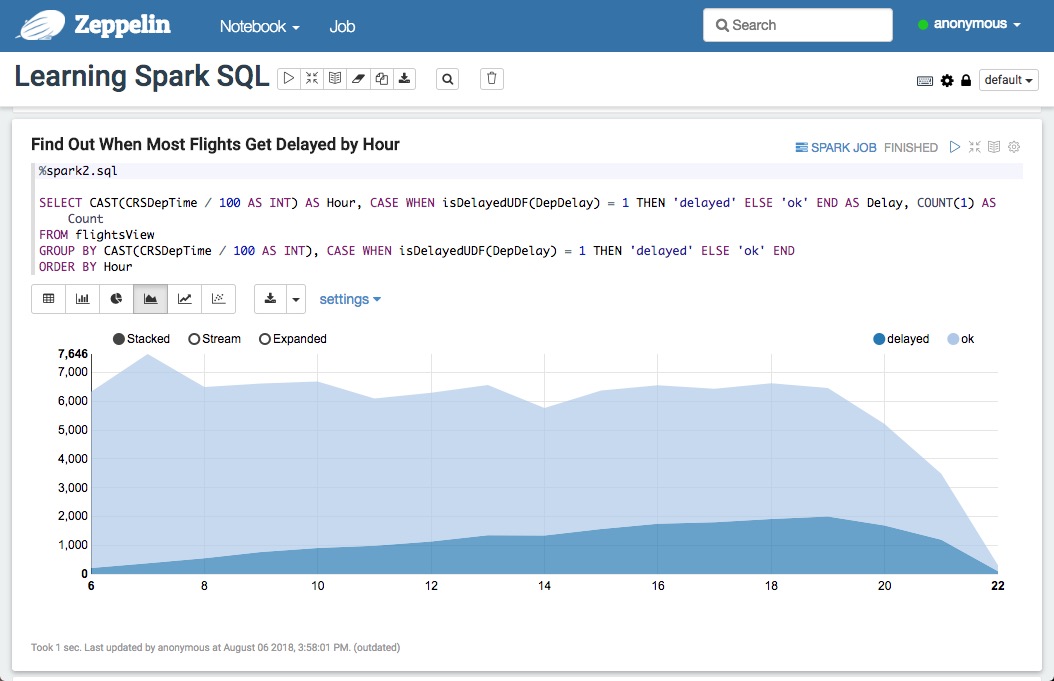 Zeppelin Notebook Job Search anonymous
Learning Spark SQL default
Find Out When Most Flights Get Delayed by Hour
SPARK JOB FINISHED
%spark2.sql
SELECT CAST(CRSDepTime / 100 AS INT) AS Hour, CASE WHEN isDelayedUDF(DepDelay) = 1 THEN 'delayed' ELSE 'ok' END AS Delay, COUNT(1) AS
Count
FROM flightsView
GROUP BY CAST(CRSDepTime / 100 AS INT), CASE WHEN isDelayedUDF(DepDelay) = 1 THEN 'delayed' ELSE 'ok' END
ORDER BY Hour
settings
Stacked Stream Expanded delayed ok
7,646
7,000
6,000
5,000
4,000
3,000
2,000
1,000
0
6 8 10 12 14 16 18 20 22
Took 1 sec. Last updated by anonymous at August 06 2018, 3:58:01 PM. (outdated)